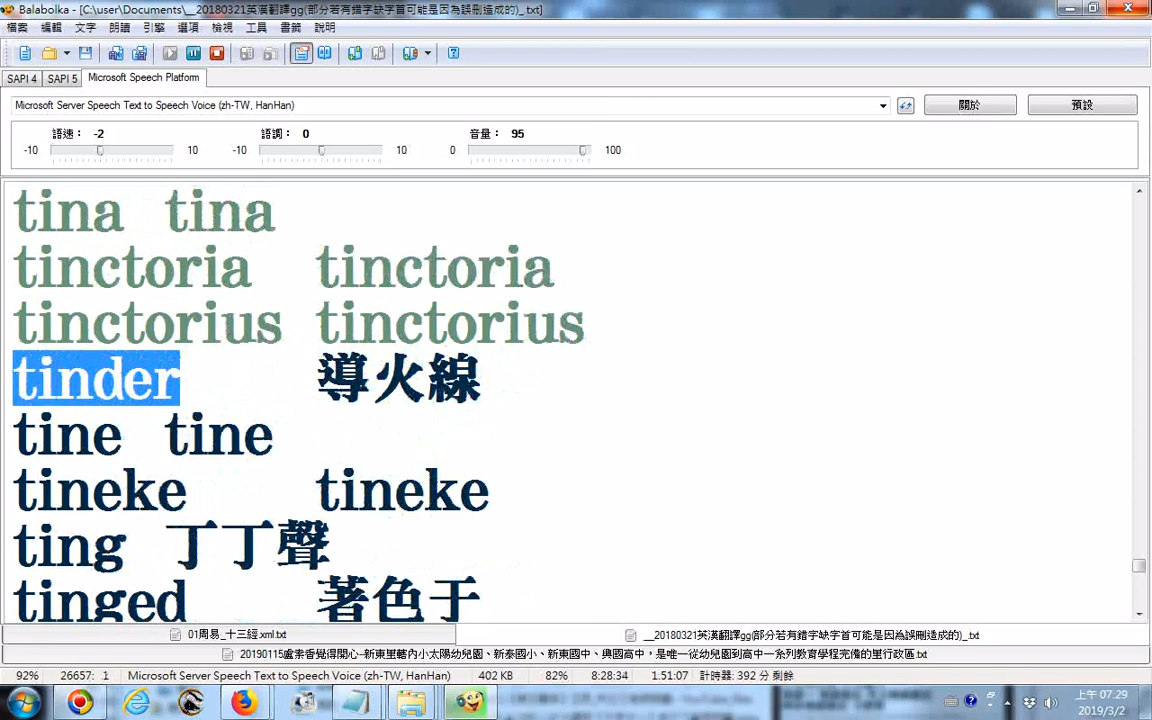 Balabolka - [C:\user\Documents\__20180321英漢翻譯gg(部分若有錯字缺字首可能是因為誤刪造成的)_.txt]
檔案 編輯 文字 朗讀 引擎 選項 檢視 工具 書籤 說明
SAPI 4 SAPI 5 Microsoft Speech Platform
Microsoft Server Speech Text to Speech Voice (zh-TW, HanHan) 關於 預設
語速： -2 語調： 0 音量： 95
-10 10 -10 10 0 100
tina tina
tinctoria tinctoria
tinctorius tinctorius
tinder 導火線
tine tine
tineke tineke
ting 丁丁聲
tinged 著色于
01周易_十三經.xml.txt __20180321英漢翻譯gg(部分若有錯字缺字首可能是因為誤刪造成的)_.txt
20190115盧素香覺得開心-新東里轄內小太陽幼兒園、新泰國小、新東國中、興國高中，是唯一從幼兒園到高中一系列教育學程完備的里行政區.txt
92% 26657: 1 Microsoft Server Speech Text to Speech Voice (zh-TW, HanHan) 402 KB 82% 8:28:34 1:51:07 計時器: 392 分 剩餘
上午 07:29
2019/3/2